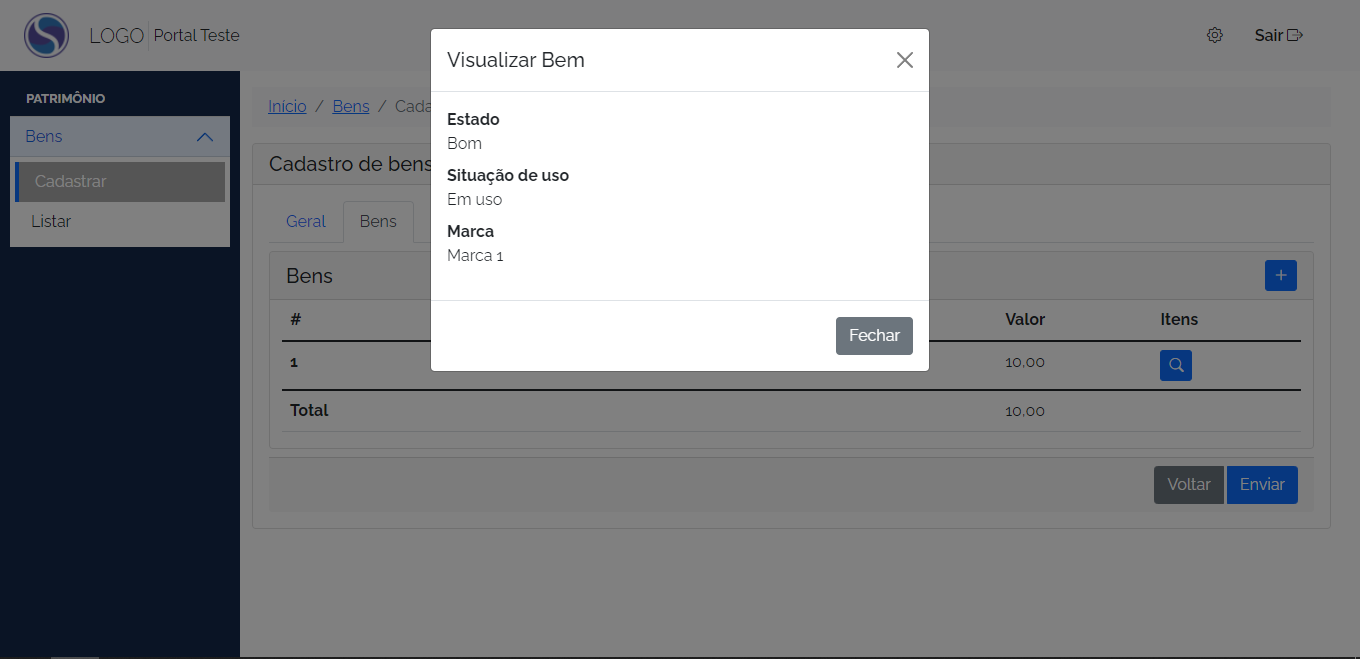 LOGO Portal Teste
Sair
PATRIMÔNIO
Bens
Cadastrar
Listar
Início / Bens /
Cadastro de bens
Geral Bens
Bens
+
# Valor Itens
1 10,00
Total 10,00
Voltar Enviar
Visualizar Bem
Estado
Bom
Situação de uso
Em uso
Marca
Marca 1
Fechar